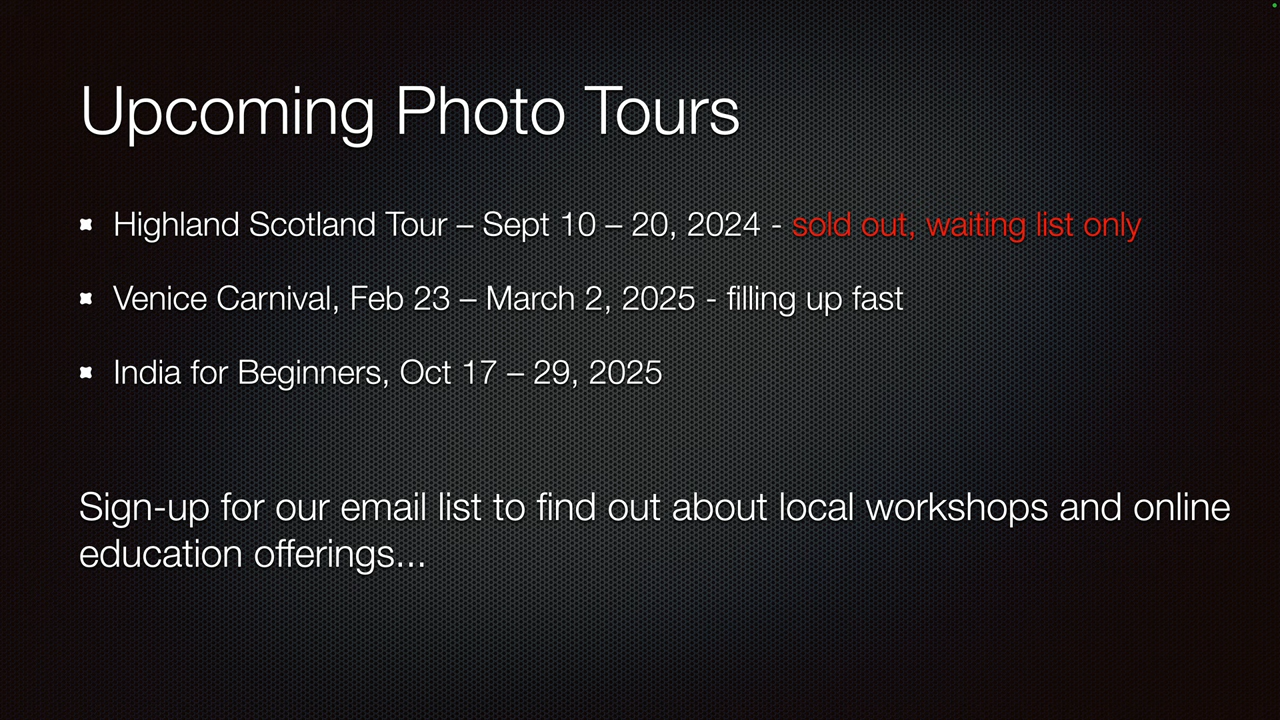 Upcoming Photo Tours
Highland Scotland Tour – Sept 10 – 20, 2024 - sold out, waiting list only
Venice Carnival, Feb 23 – March 2, 2025 - filling up fast
India for Beginners, Oct 17 – 29, 2025
Sign-up for our email list to find out about local workshops and online
education offerings...